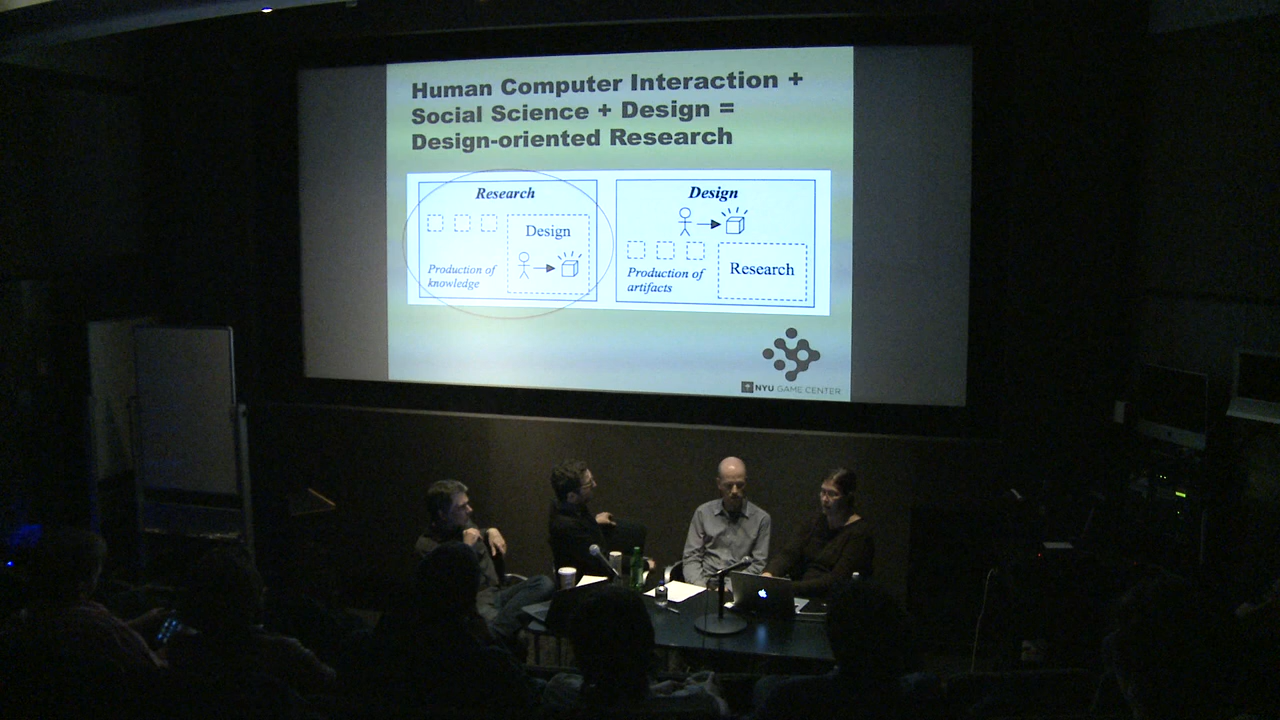 Human Computer Interaction +
Social Science + Design =
Design-oriented Research
Research
Design
Production of
knowledge
Design
Production of
artifacts
Research
NYU GAME CENTER